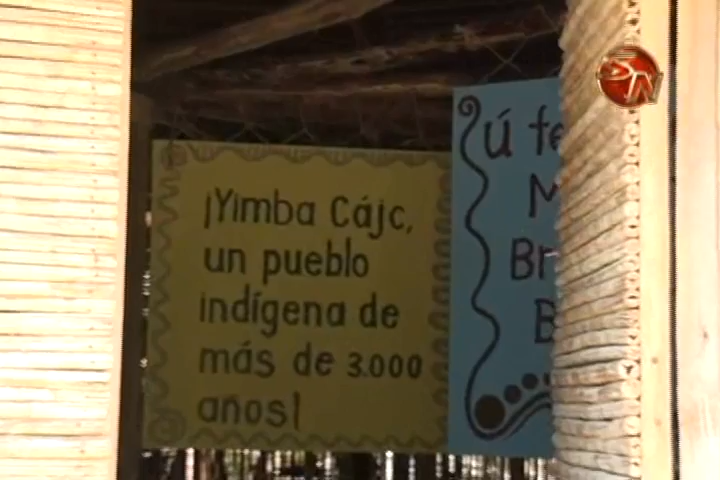 ¡Yimba Cájc,
un pueblo
indígena de
más de 3.000
años!
ú